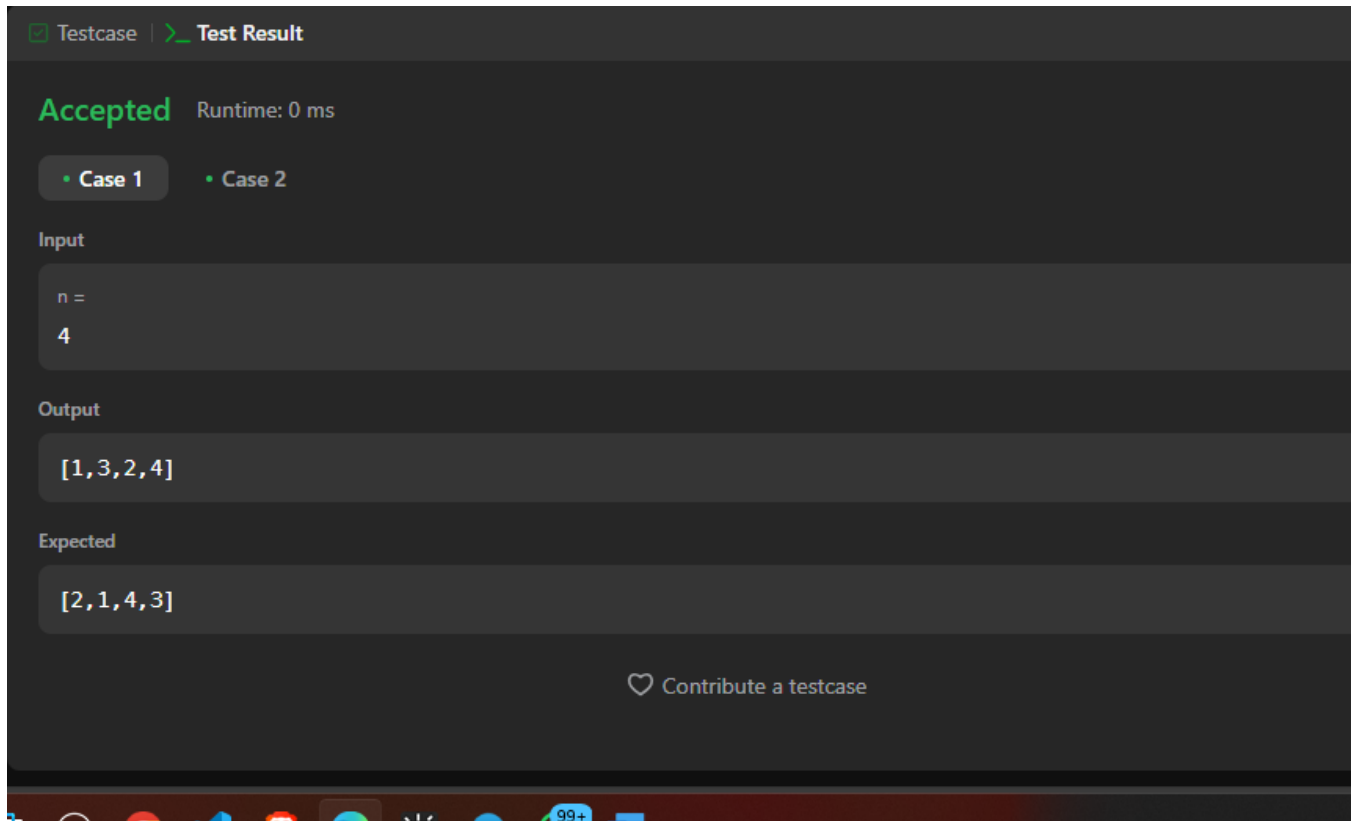 Testcase | >_ Test Result
Accepted Runtime: 0 ms
• Case 1 • Case 2
Input
n =
4
Output
[1,3,2,4]
Expected
[2,1,4,3]
Contribute a testcase
99+